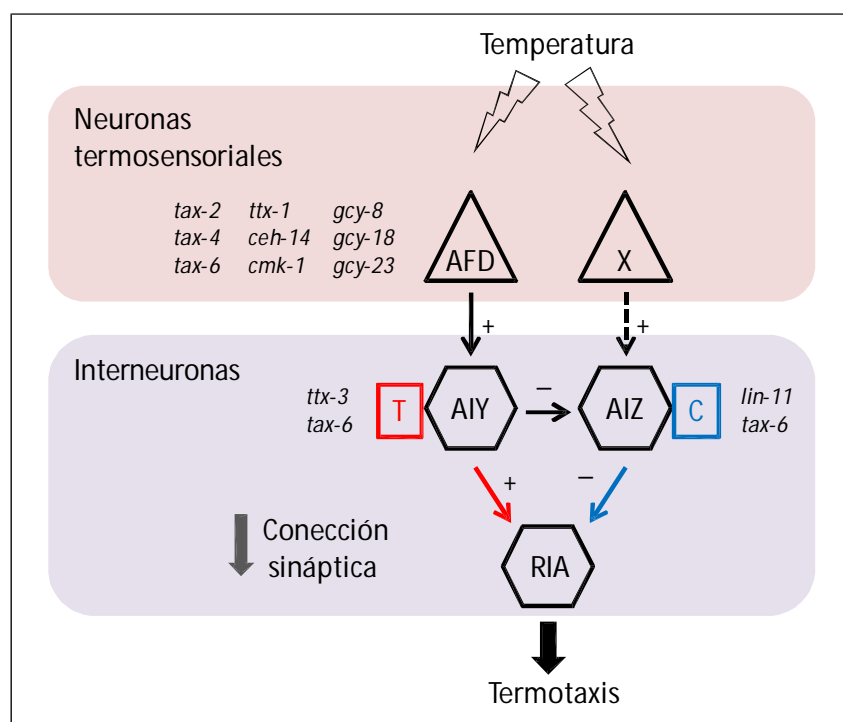 Temperatura
Neuronas
termosensoriales
tax-2 ttx-1 gcy-8
tax-4 ceh-14 gcy-18
tax-6 cmk-1 gcy-23
AFD
X
+
+
Interneuronas
ttx-3
tax-6
T
AIY
–
AIZ
C
lin-11
tax-6
+
–
Conección
sináptica
RIA
Termotaxis